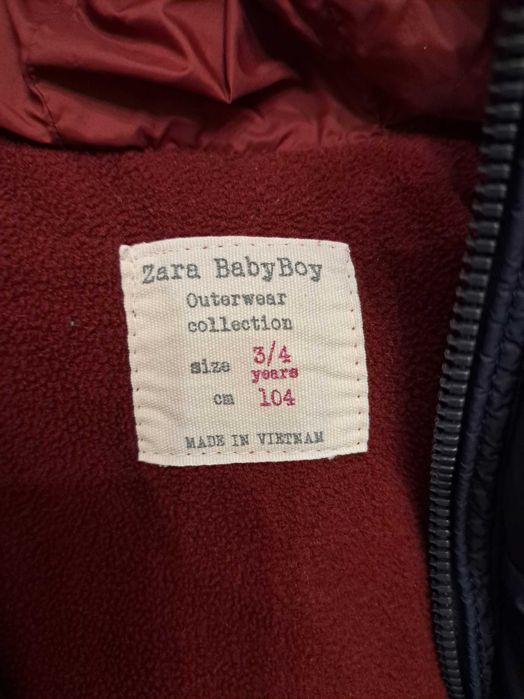 Zara BabyBoy
Outerwear
collection
size 3/4
years
cm 104
MADE IN VIETNAM